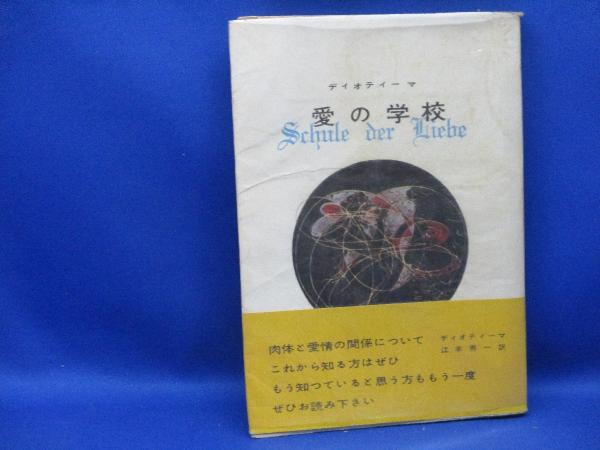 ディオティーマ
愛の学校
Schule der Liebe
肉体と愛情の関係について
これから知る方はぜひ
もう知つていると思う方ももう一度
ぜひお読み下さい
ディオティーマ
江本秀一訳